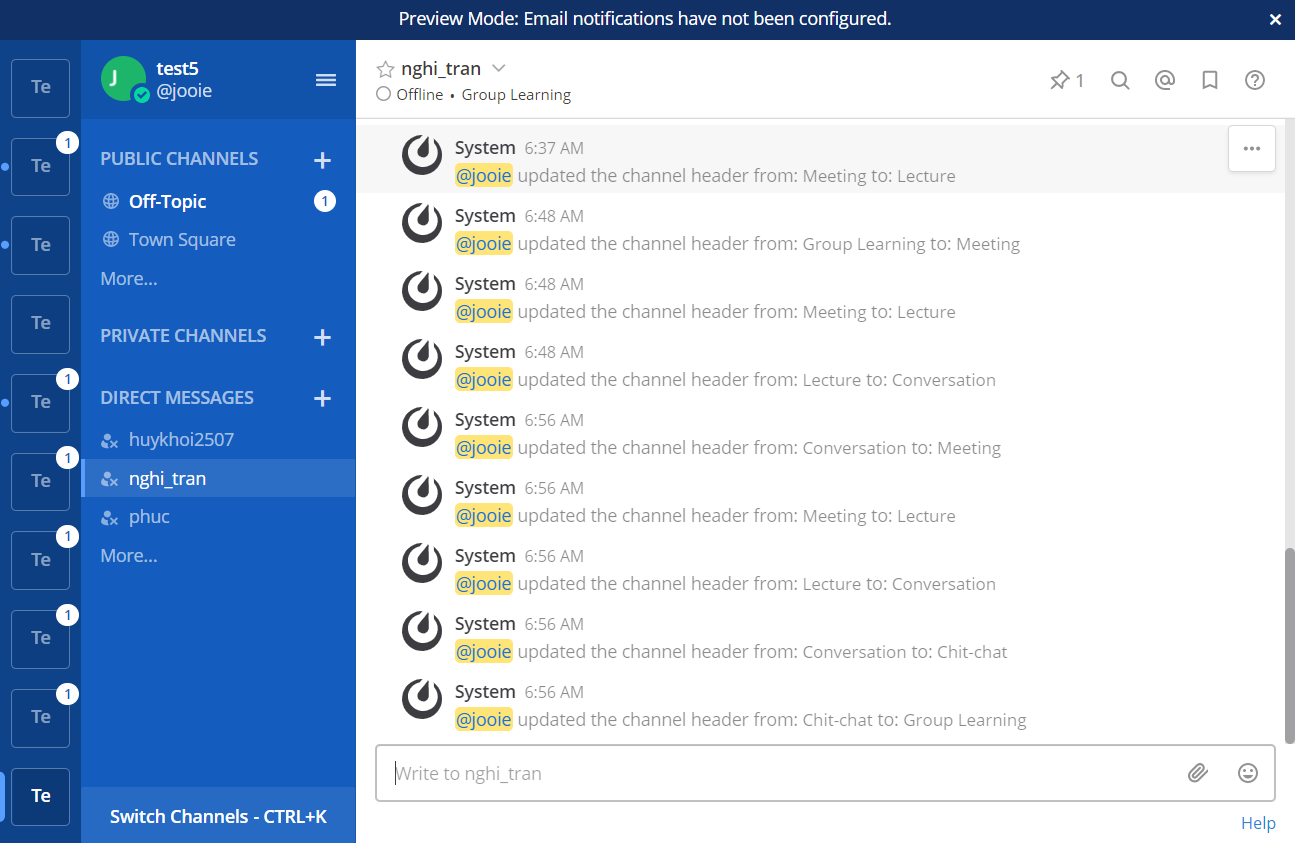 Preview Mode: Email notifications have not been configured.
Te
Te
1
Te
Te
Te
1
Te
1
Te
1
Te
1
Te
1
Te
J
test5
@jooie
PUBLIC CHANNELS
Off-Topic
1
Town Square
More...
PRIVATE CHANNELS
DIRECT MESSAGES
huykhoi2507
nghi_tran
phuc
More...
Switch Channels - CTRL+K
nghi_tran
Offline • Group Learning
1
System 6:37 AM
@jooie updated the channel header from: Meeting to: Lecture
System 6:48 AM
@jooie updated the channel header from: Group Learning to: Meeting
System 6:48 AM
@jooie updated the channel header from: Meeting to: Lecture
System 6:48 AM
@jooie updated the channel header from: Lecture to: Conversation
System 6:56 AM
@jooie updated the channel header from: Conversation to: Meeting
System 6:56 AM
@jooie updated the channel header from: Meeting to: Lecture
System 6:56 AM
@jooie updated the channel header from: Lecture to: Conversation
System 6:56 AM
@jooie updated the channel header from: Conversation to: Chit-chat
System 6:56 AM
@jooie updated the channel header from: Chit-chat to: Group Learning
Write to nghi_tran
Help